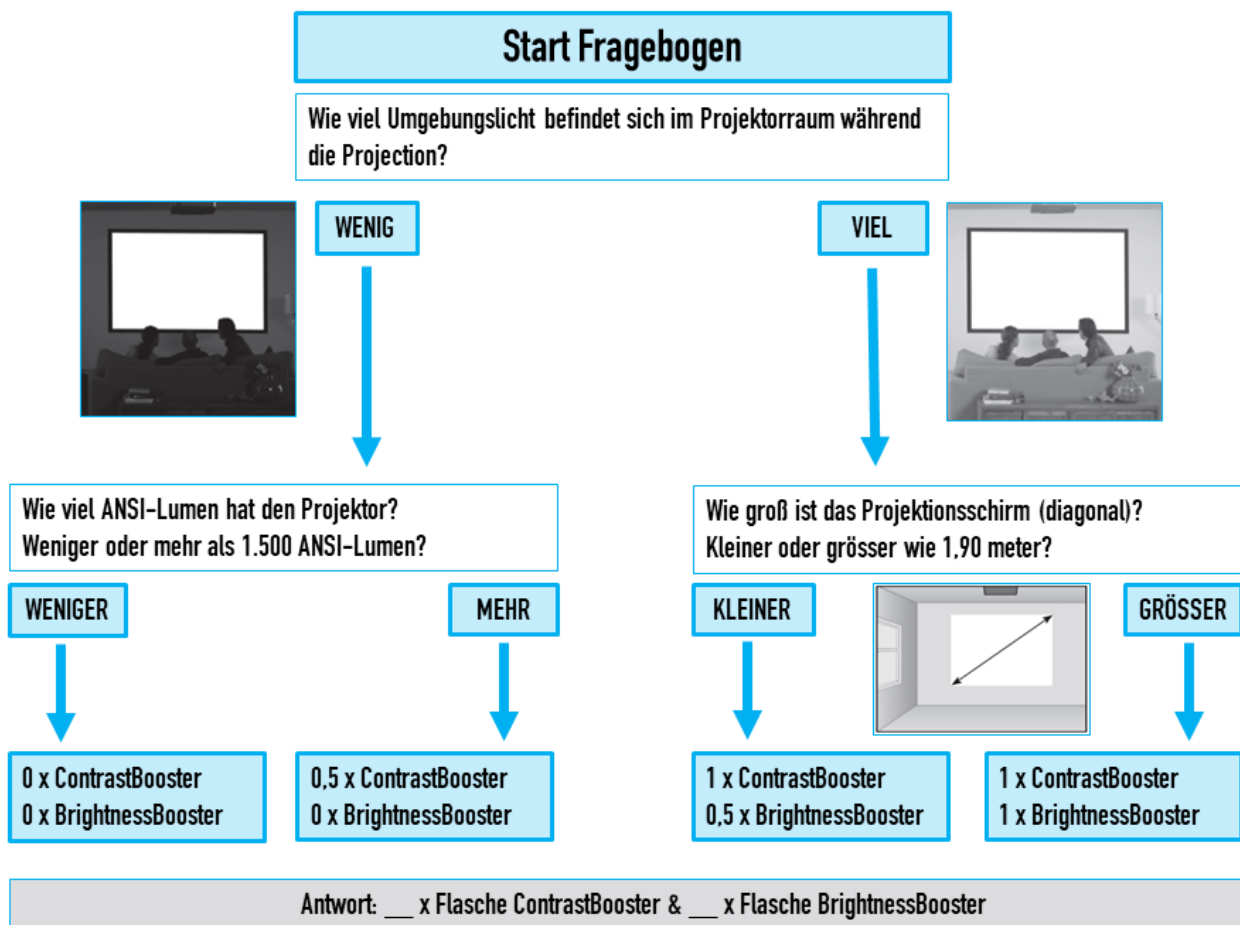 Start Fragebogen
Wie viel Umgebungslicht befindet sich im Projektorraum während
die Projection?
WENIG
VIEL
Wie viel ANSI-Lumen hat den Projektor?
Weniger oder mehr als 1.500 ANSI-Lumen?
Wie groß ist das Projektionsschirm (diagonal)?
Kleiner oder grösser wie 1,90 meter?
WENIGER
MEHR
KLEINER
GRÖSSER
0 x ContrastBooster
0 x BrightnessBooster
0,5 x ContrastBooster
0 x BrightnessBooster
1 x ContrastBooster
0,5 x BrightnessBooster
1 x ContrastBooster
1 x BrightnessBooster
Antwort: __ x Flasche ContrastBooster & __ x Flasche BrightnessBooster